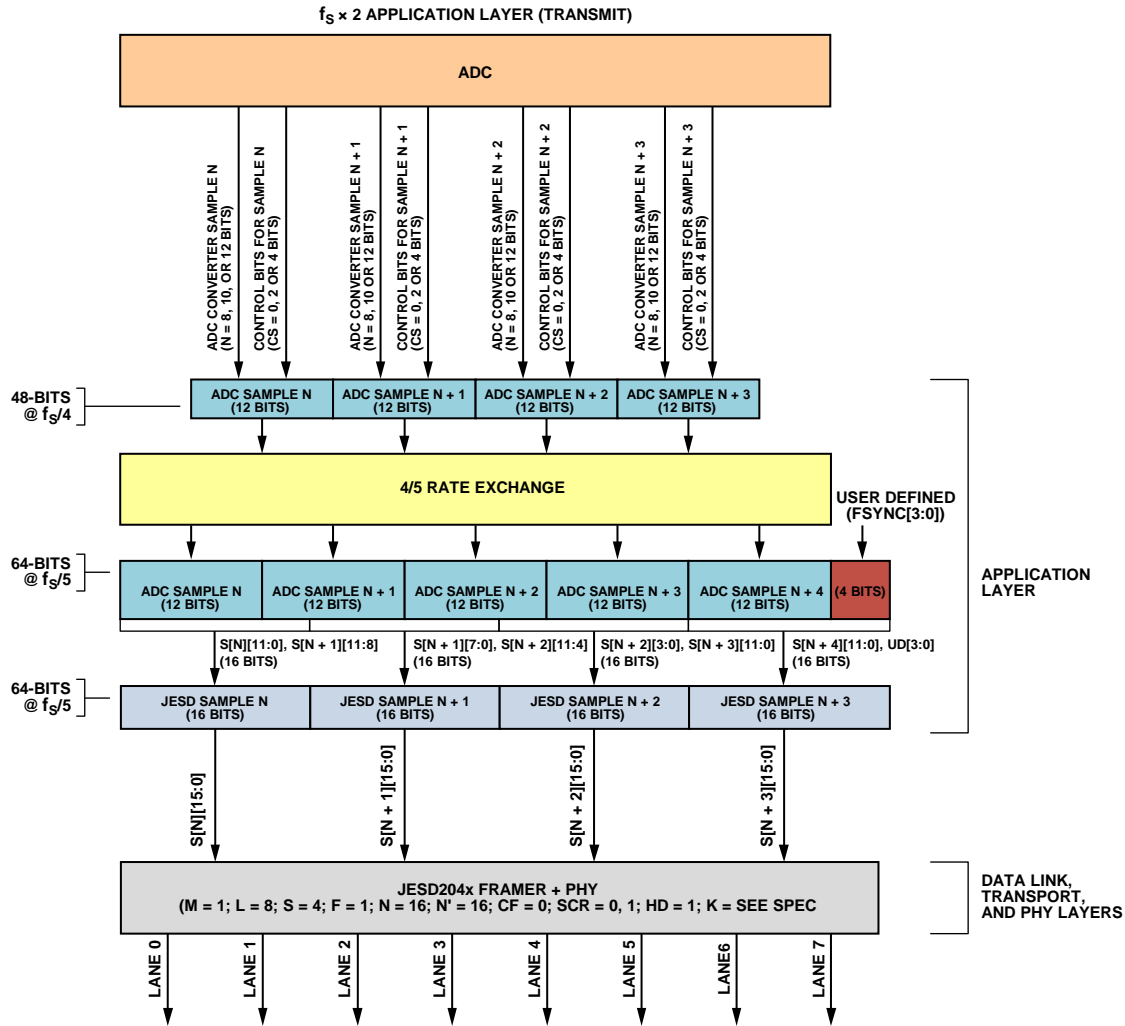 fS × 2 APPLICATION LAYER (TRANSMIT)
ADC
ADC CONVERTER SAMPLE N
(N = 8, 10, OR 12 BITS)
CONTROL BITS FOR SAMPLE N
(CS = 0, 2 OR 4 BITS)
ADC CONVERTER SAMPLE N + 1
(N = 8, 10 OR 12 BITS)
CONTROL BITS FOR SAMPLE N + 1
(CS = 0, 2 OR 4 BITS)
ADC CONVERTER SAMPLE N + 2
(N = 8, 10 OR 12 BITS)
CONTROL BITS FOR SAMPLE N + 2
(CS = 0, 2 OR 4 BITS)
ADC CONVERTER SAMPLE N + 3
(N = 8, 10 OR 12 BITS)
CONTROL BITS FOR SAMPLE N + 3
(CS = 0, 2 OR 4 BITS)
48-BITS
@ fS/4
ADC SAMPLE N
(12 BITS)
ADC SAMPLE N + 1
(12 BITS)
ADC SAMPLE N + 2
(12 BITS)
ADC SAMPLE N + 3
(12 BITS)
4/5 RATE EXCHANGE
USER DEFINED
(FSYNC[3:0])
64-BITS
@ fS/5
ADC SAMPLE N
(12 BITS)
ADC SAMPLE N + 1
(12 BITS)
ADC SAMPLE N + 2
(12 BITS)
ADC SAMPLE N + 3
(12 BITS)
ADC SAMPLE N + 4
(12 BITS)
(4 BITS)
APPLICATION
LAYER
S[N][11:0], S[N + 1][11:8]
(16 BITS)
S[N + 1][7:0], S[N + 2][11:4]
(16 BITS)
S[N + 2][3:0], S[N + 3][11:0]
(16 BITS)
S[N + 4][11:0], UD[3:0]
(16 BITS)
64-BITS
@ fS/5
JESD SAMPLE N
(16 BITS)
JESD SAMPLE N + 1
(16 BITS)
JESD SAMPLE N + 2
(16 BITS)
JESD SAMPLE N + 3
(16 BITS)
S[N][15:0]
S[N + 1][15:0]
S[N + 2][15:0]
S[N + 3][15:0]
JESD204x FRAMER + PHY
(M = 1; L = 8; S = 4; F = 1; N = 16; N' = 16; CF = 0; SCR = 0, 1; HD = 1; K = SEE SPEC
DATA LINK,
TRANSPORT,
AND PHY LAYERS
LANE 0
LANE 1
LANE 2
LANE 3
LANE 4
LANE 5
LANE6
LANE 7